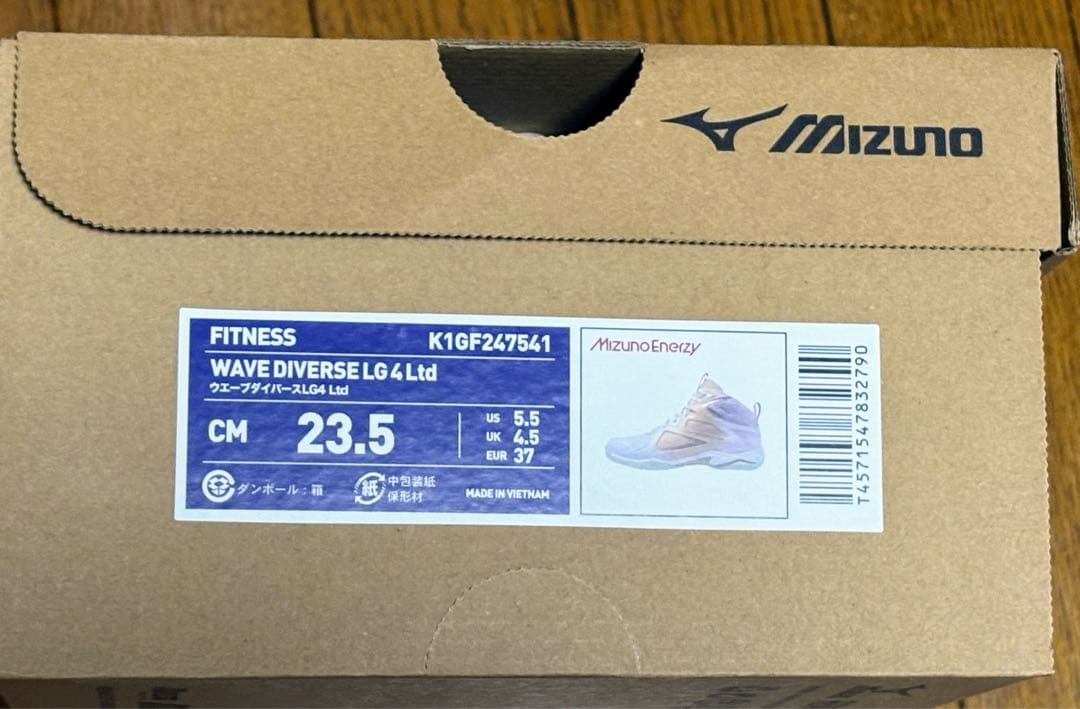 MIZUNO
FITNESS K1GF247541
WAVE DIVERSE LG 4 Ltd
ウエーブダイバースLG4 Ltd
CM 23.5
US 5.5
UK 4.5
EUR 37
ダンボール : 箱
紙 中包装紙
保形材
MADE IN VIETNAM
MizunoEnerzy
T4571547832790